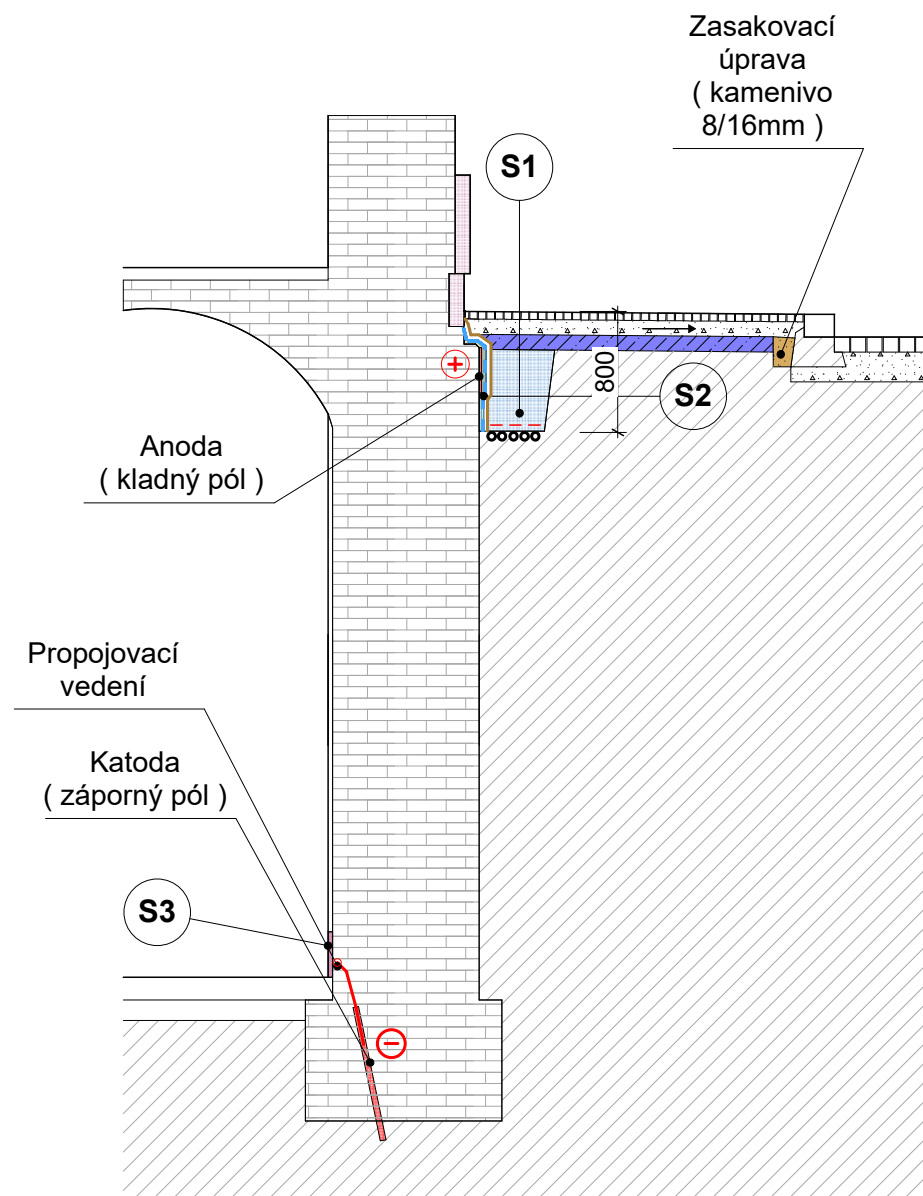 Zasakovací
úprava
( kamenivo
8/16mm )
S1
+
800
S2
Anoda
( kladný pól )
Propojovací
vedení
Katoda
( záporný pól )
S3
−